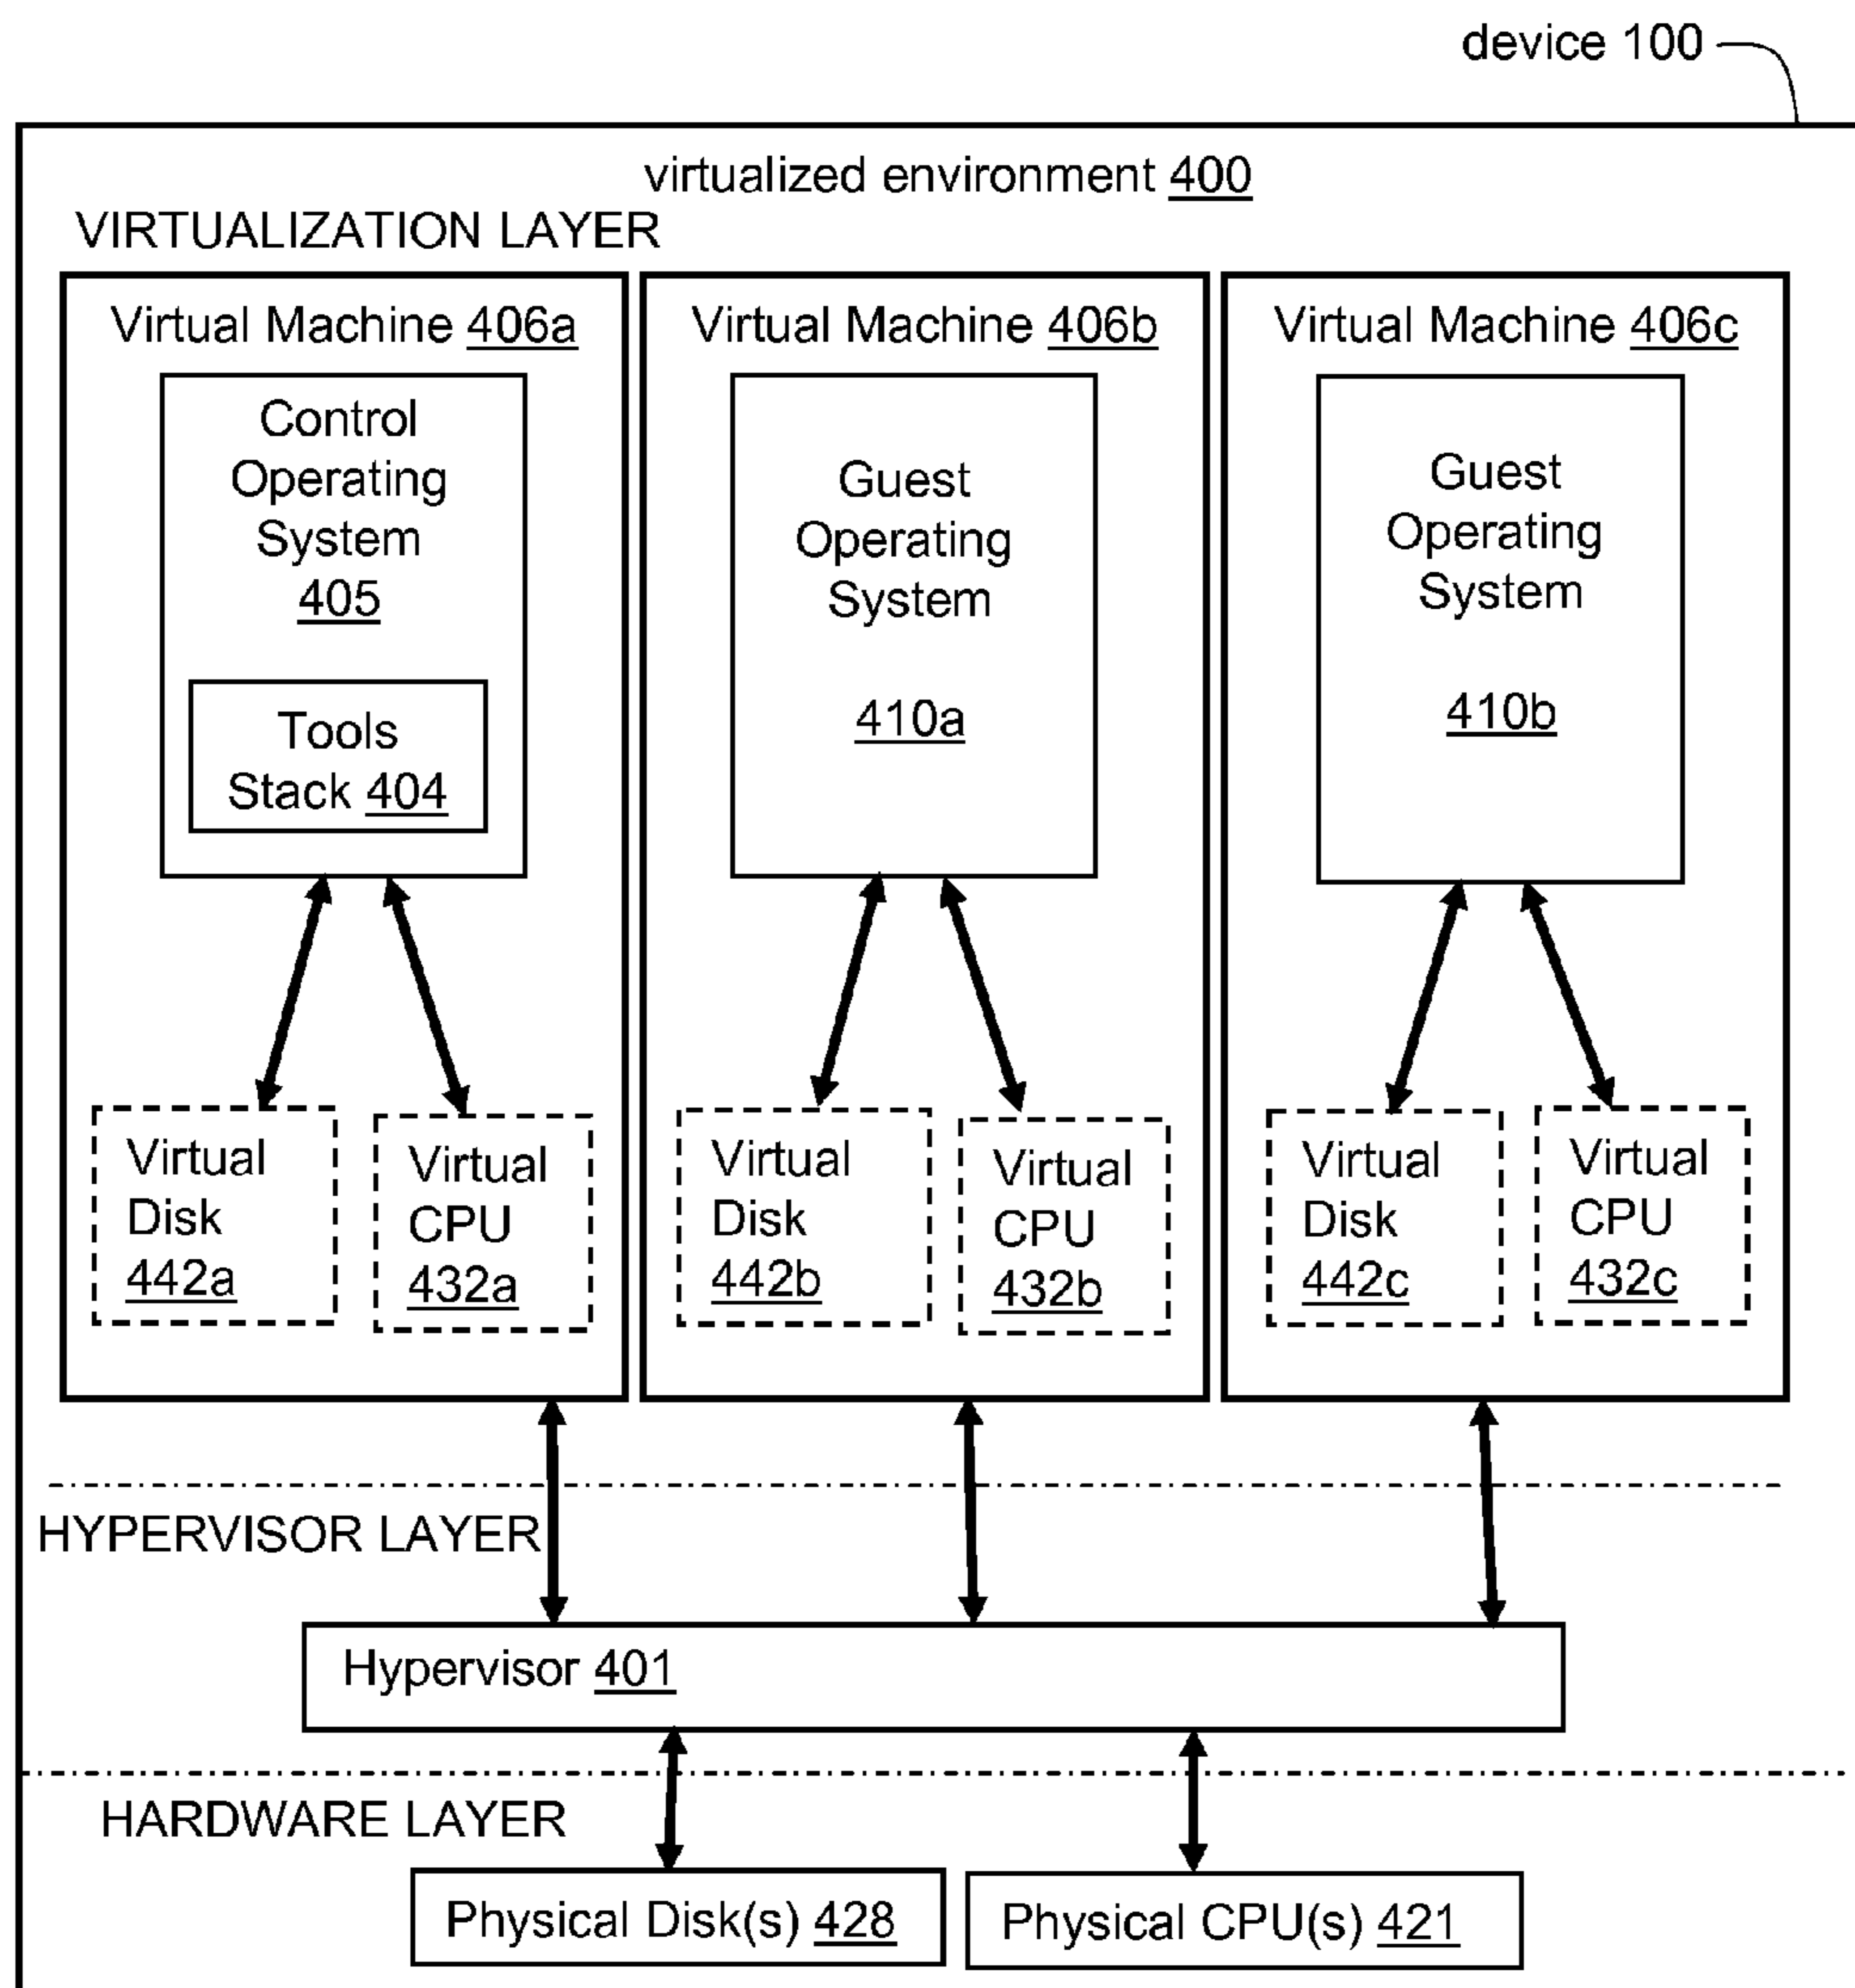 device 100
virtualized environment 400
VIRTUALIZATION LAYER
Virtual Machine 406a
Control
Operating
System
405
Tools
Stack 404
Virtual
Disk
442a
Virtual
CPU
432a
Virtual Machine 406b
Guest
Operating
System
410a
Virtual
Disk
442b
Virtual
CPU
432b
Virtual Machine 406c
Guest
Operating
System
410b
Virtual
Disk
442c
Virtual
CPU
432c
HYPERVISOR LAYER
Hypervisor 401
HARDWARE LAYER
Physical Disk(s) 428
Physical CPU(s) 421